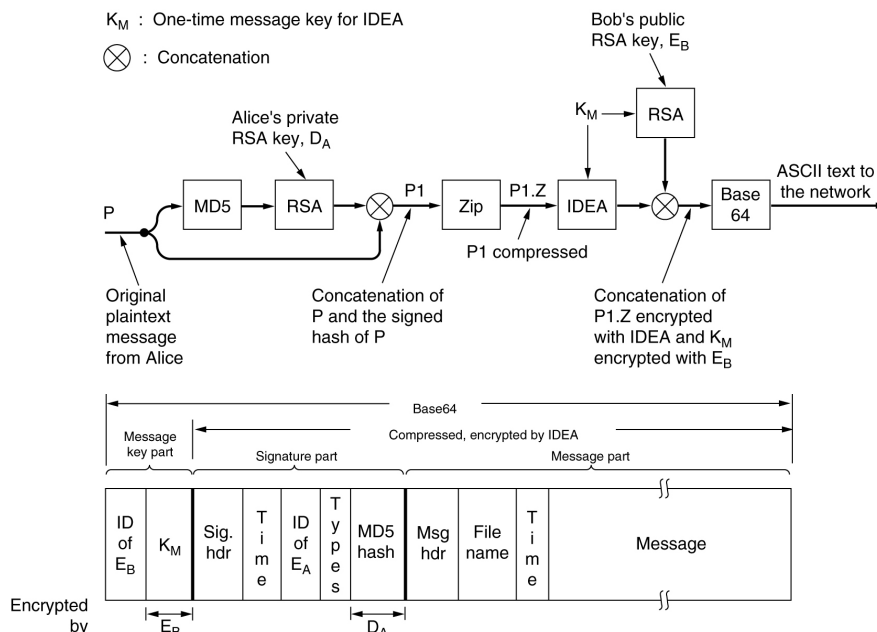 K_M : One-time message key for IDEA
: Concatenation
Bob's public
RSA key, E_B
Alice's private
RSA key, D_A
K_M
RSA
P
MD5
RSA
P1
Zip
P1.Z
IDEA
Base
64
ASCII text to
the network
P1 compressed
Original
plaintext
message
from Alice
Concatenation of
P and the signed
hash of P
Concatenation of
P1.Z encrypted
with IDEA and K_M
encrypted with E_B
Base64
Compressed, encrypted by IDEA
Message
key part
Signature part
Message part
ID
of
E_B
K_M
Sig.
hdr
Time
ID
of
E_A
Types
MD5
hash
Msg
hdr
File
name
Time
Message
Encrypted
by
E_B
D_A